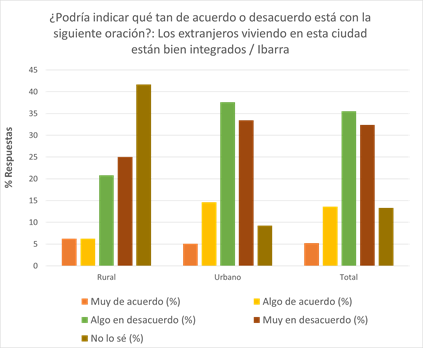 ¿Podría indicar qué tan de acuerdo o desacuerdo está con la
siguiente oración?: Los extranjeros viviendo en esta ciudad
están bien integrados / Ibarra
% Respuestas
45
40
35
30
25
20
15
10
5
0
Rural
Urbano
Total
Muy de acuerdo (%)
Algo de acuerdo (%)
Algo en desacuerdo (%)
Muy en desacuerdo (%)
No lo sé (%)